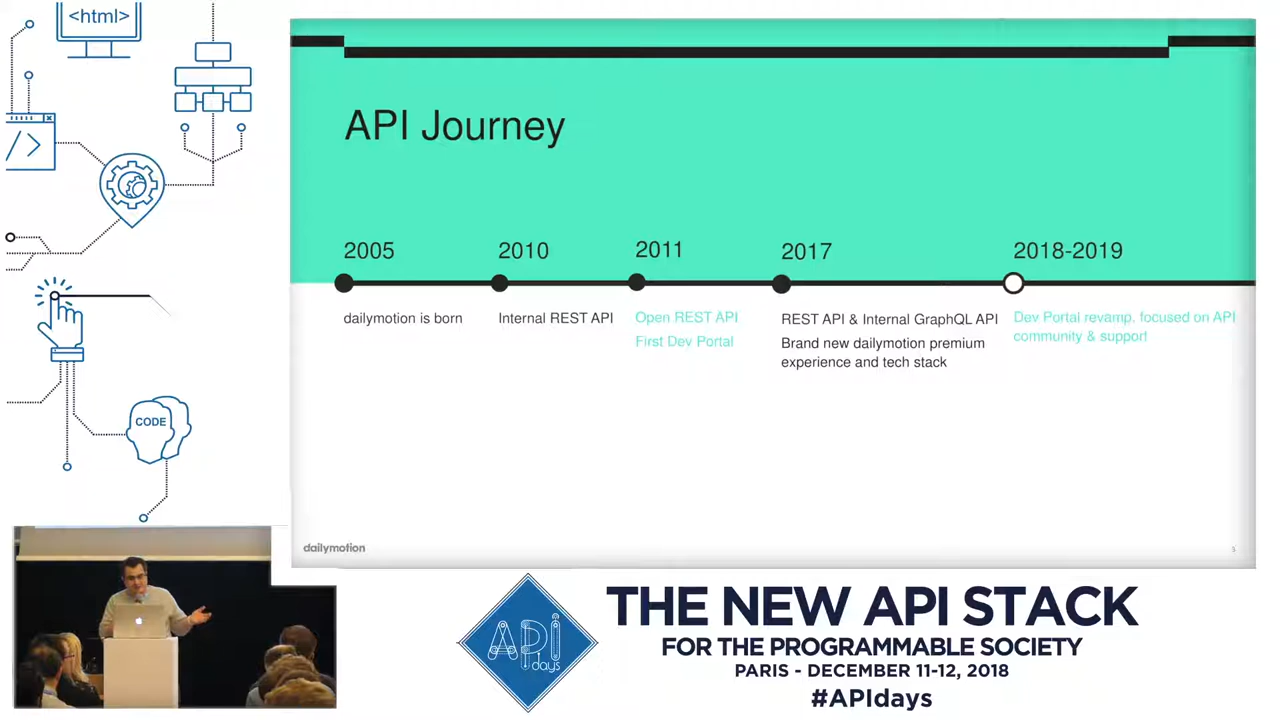 <html>
</>
CODE
API Journey
2005
2010
2011
2017
2018-2019
dailymotion is born
Internal REST API
Open REST API
First Dev Portal
REST API & Internal GraphQL API
Brand new dailymotion premium
experience and tech stack
Dev Portal revamp, focused on API
community & support
dailymotion
5
API
days
THE NEW API STACK
FOR THE PROGRAMMABLE SOCIETY
PARIS - DECEMBER 11-12, 2018
#APIdays